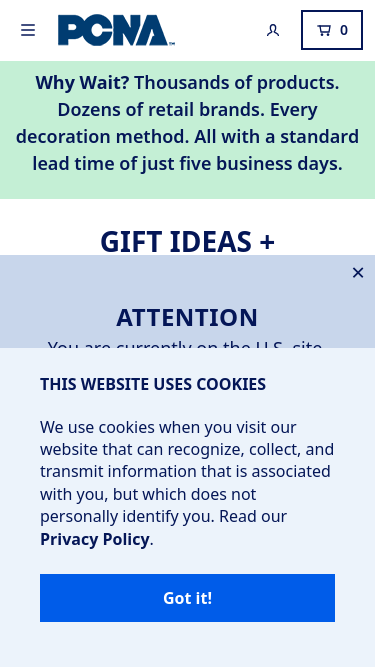 PCNA
0
Why Wait? Thousands of products.
Dozens of retail brands. Every
decoration method. All with a standard
lead time of just five business days.
GIFT IDEAS +
ATTENTION
You are currently on the U.S. site.
THIS WEBSITE USES COOKIES
We use cookies when you visit our
website that can recognize, collect, and
transmit information that is associated
with you, but which does not
personally identify you. Read our
Privacy Policy.
Got it!